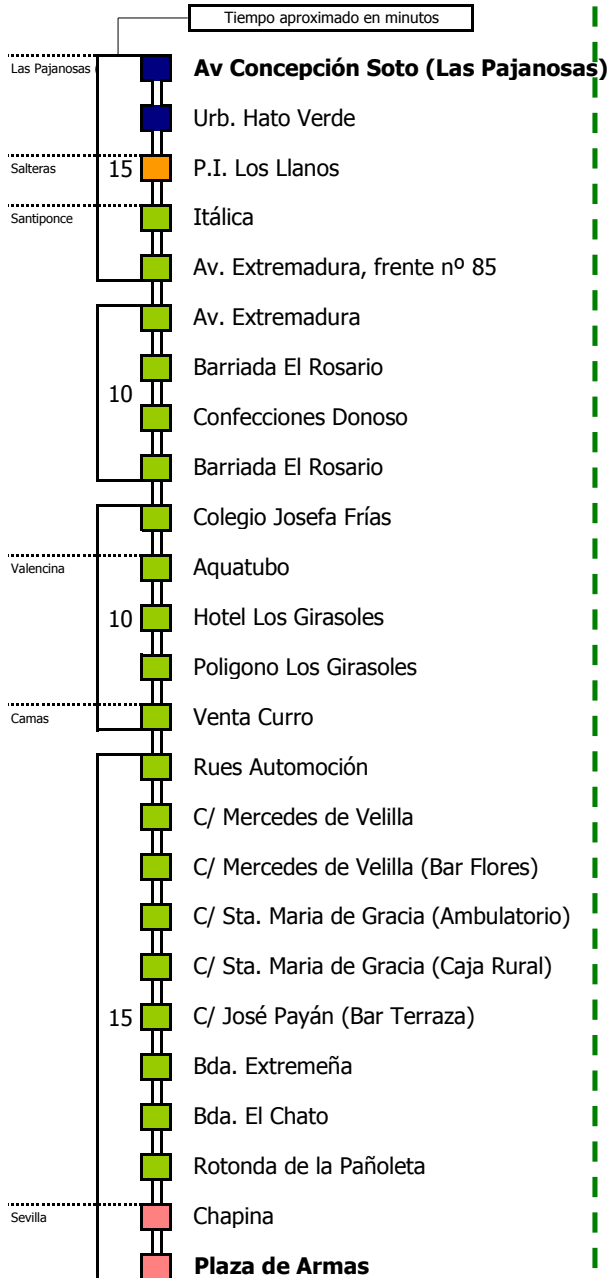 Tiempo aproximado en minutos
Las Pajanosas (
Av Concepción Soto (Las Pajanosas)
Urb. Hato Verde
Salteras
15
P.I. Los Llanos
Santiponce
Itálica
Av. Extremadura, frente nº 85
Av. Extremadura
Barriada El Rosario
10
Confecciones Donoso
Barriada El Rosario
Colegio Josefa Frías
Valencina
Aquatubo
10
Hotel Los Girasoles
Poligono Los Girasoles
Camas
Venta Curro
Rues Automoción
C/ Mercedes de Velilla
C/ Mercedes de Velilla (Bar Flores)
C/ Sta. Maria de Gracia (Ambulatorio)
C/ Sta. Maria de Gracia (Caja Rural)
15
C/ José Payán (Bar Terraza)
Bda. Extremeña
Bda. El Chato
Rotonda de la Pañoleta
Sevilla
Chapina
Plaza de Armas